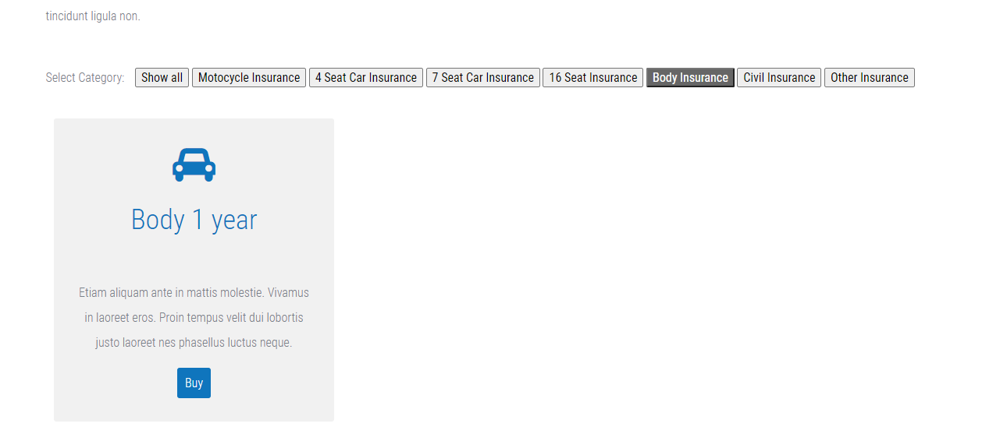 tincidunt ligula non.
Select Category: Show all Motocycle Insurance 4 Seat Car Insurance 7 Seat Car Insurance 16 Seat Insurance Body Insurance Civil Insurance Other Insurance
Body 1 year
Etiam aliquam ante in mattis molestie. Vivamus
in laoreet eros. Proin tempus velit dui lobortis
justo laoreet nes phasellus luctus neque.
Buy